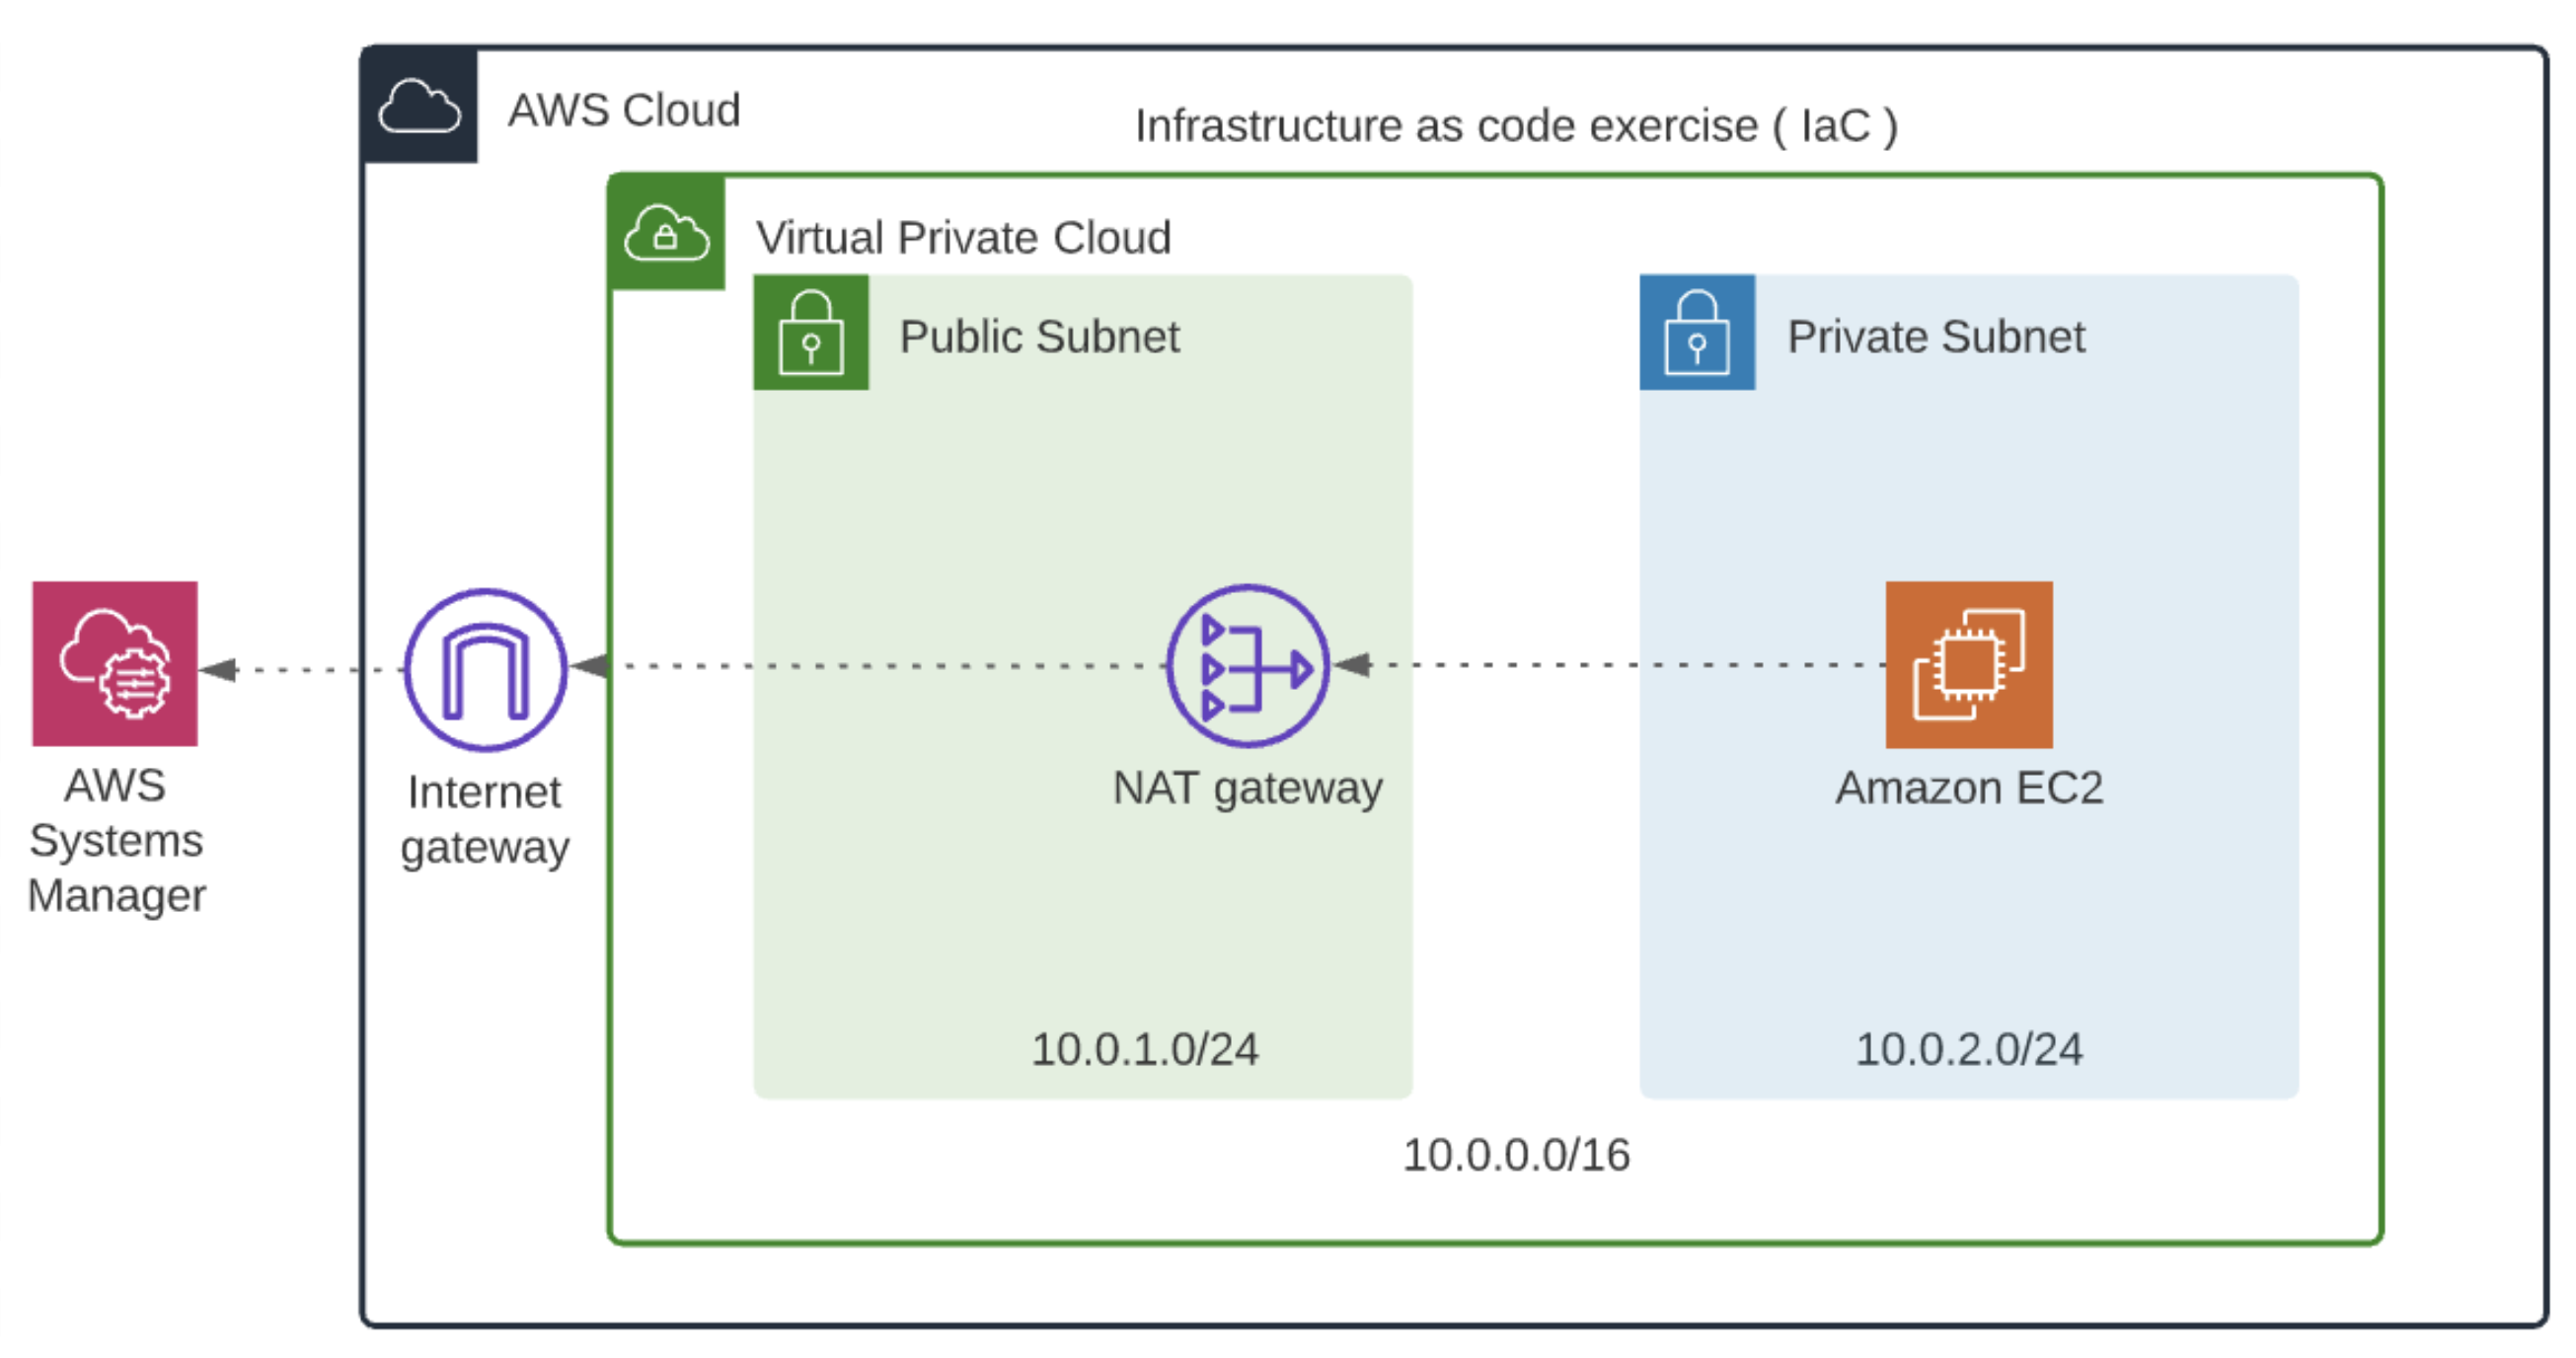 AWS Cloud
Infrastructure as code exercise ( IaC )
Virtual Private Cloud
Public Subnet
Private Subnet
AWS
Systems
Manager
Internet
gateway
NAT gateway
Amazon EC2
10.0.1.0/24
10.0.2.0/24
10.0.0.0/16